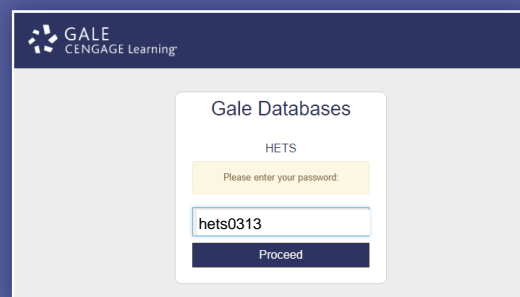 GALE
CENGAGE Learning·
Gale Databases
HETS
Please enter your password:
hets0313
Proceed